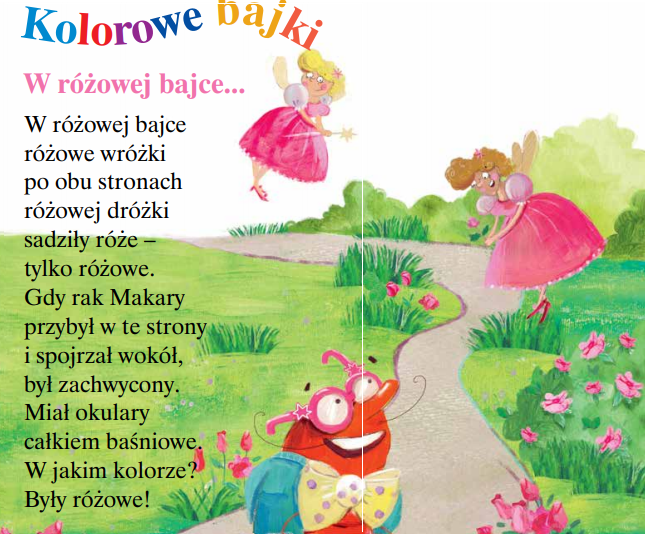 Kolorowe bajki
W różowej bajce...
W różowej bajce
różowe wróżki
po obu stronach
różowej dróżki
sadziły róże –
tylko różowe.
Gdy rak Makary
przybył w te strony
i spojrzał wokół,
był zachwycony.
Miał okulary
całkiem baśniowe.
W jakim kolorze?
Były różowe!